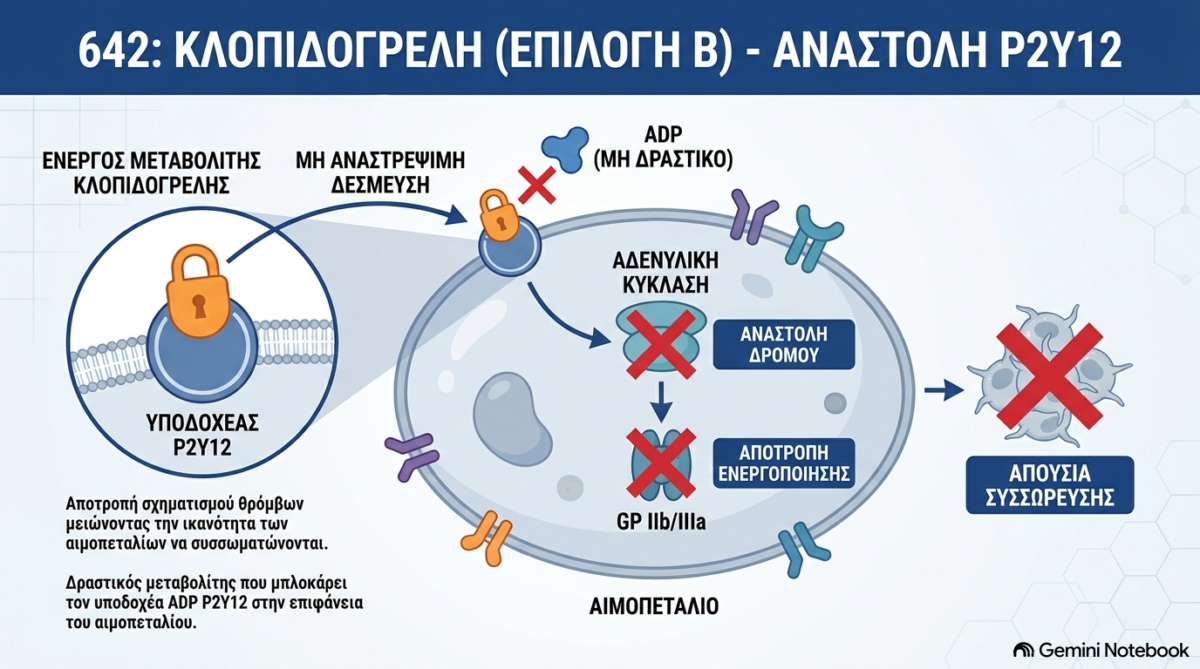 642: ΚΛΟΠΙΔΟΓΡΕΛΗ (ΕΠΙΛΟΓΗ Β) - ΑΝΑΣΤΟΛΗ P2Y12
ΕΝΕΡΓΟΣ ΜΕΤΑΒΟΛΙΤΗΣ
ΚΛΟΠΙΔΟΓΡΕΛΗΣ
ΜΗ ΑΝΑΣΤΡΕΨΙΜΗ
ΔΕΣΜΕΥΣΗ
ADP
(ΜΗ ΔΡΑΣΤΙΚΟ)
ΥΠΟΔΟΧΕΑΣ
P2Y12
ΑΔΕΝΥΛΙΚΗ
ΚΥΚΛΑΣΗ
ΑΝΑΣΤΟΛΗ
ΔΡΟΜΟΥ
ΑΠΟΤΡΟΠΗ
ΕΝΕΡΓΟΠΟΙΗΣΗΣ
GP IIb/IIIa
ΑΙΜΟΠΕΤΑΛΙΟ
ΑΠΟΥΣΙΑ
ΣΥΣΣΩΡΕΥΣΗΣ
Αποτροπή σχηματισμού θρόμβων
μειώνοντας την ικανότητα των
αιμοπεταλίων να συσσωματώνονται.
Δραστικός μεταβολίτης που μπλοκάρει
τον υποδοχέα ADP P2Y12 στην επιφάνεια
του αιμοπεταλίου.
Gemini Notebook